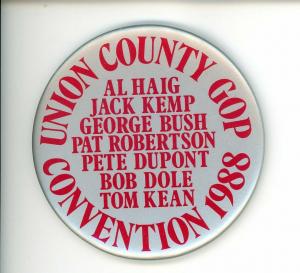 UNION COUNTY GOP
AL HAIG
JACK KEMP
GEORGE BUSH
PAT ROBERTSON
PETE DUPONT
BOB DOLE
TOM KEAN
CONVENTION 1988